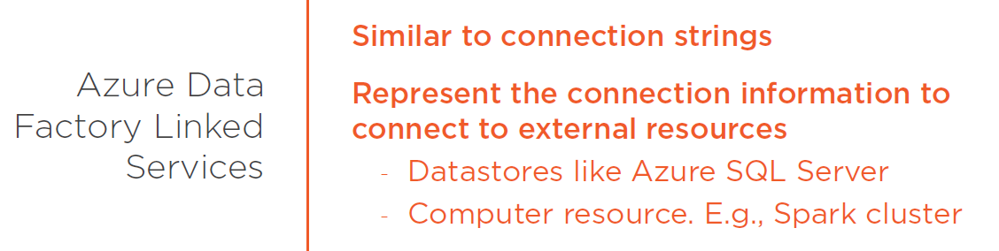 Azure Data
Factory Linked
Services
Similar to connection strings
Represent the connection information to
connect to external resources
- Datastores like Azure SQL Server
- Computer resource. E.g., Spark cluster